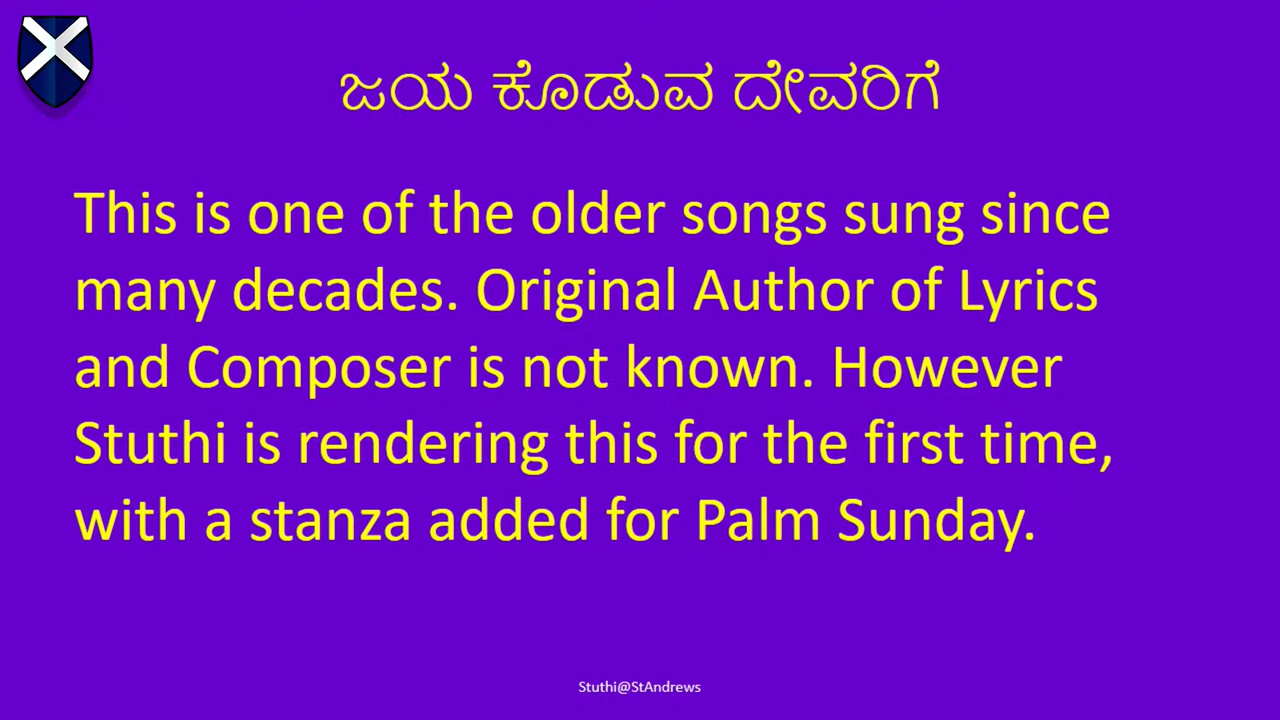 ಜಯ ಕೊಡುವ ದೇವರಿಗೆ
This is one of the older songs sung since
many decades. Original Author of Lyrics
and Composer is not known. However
Stuthi is rendering this for the first time,
with a stanza added for Palm Sunday.
Stuthi@StAndrews